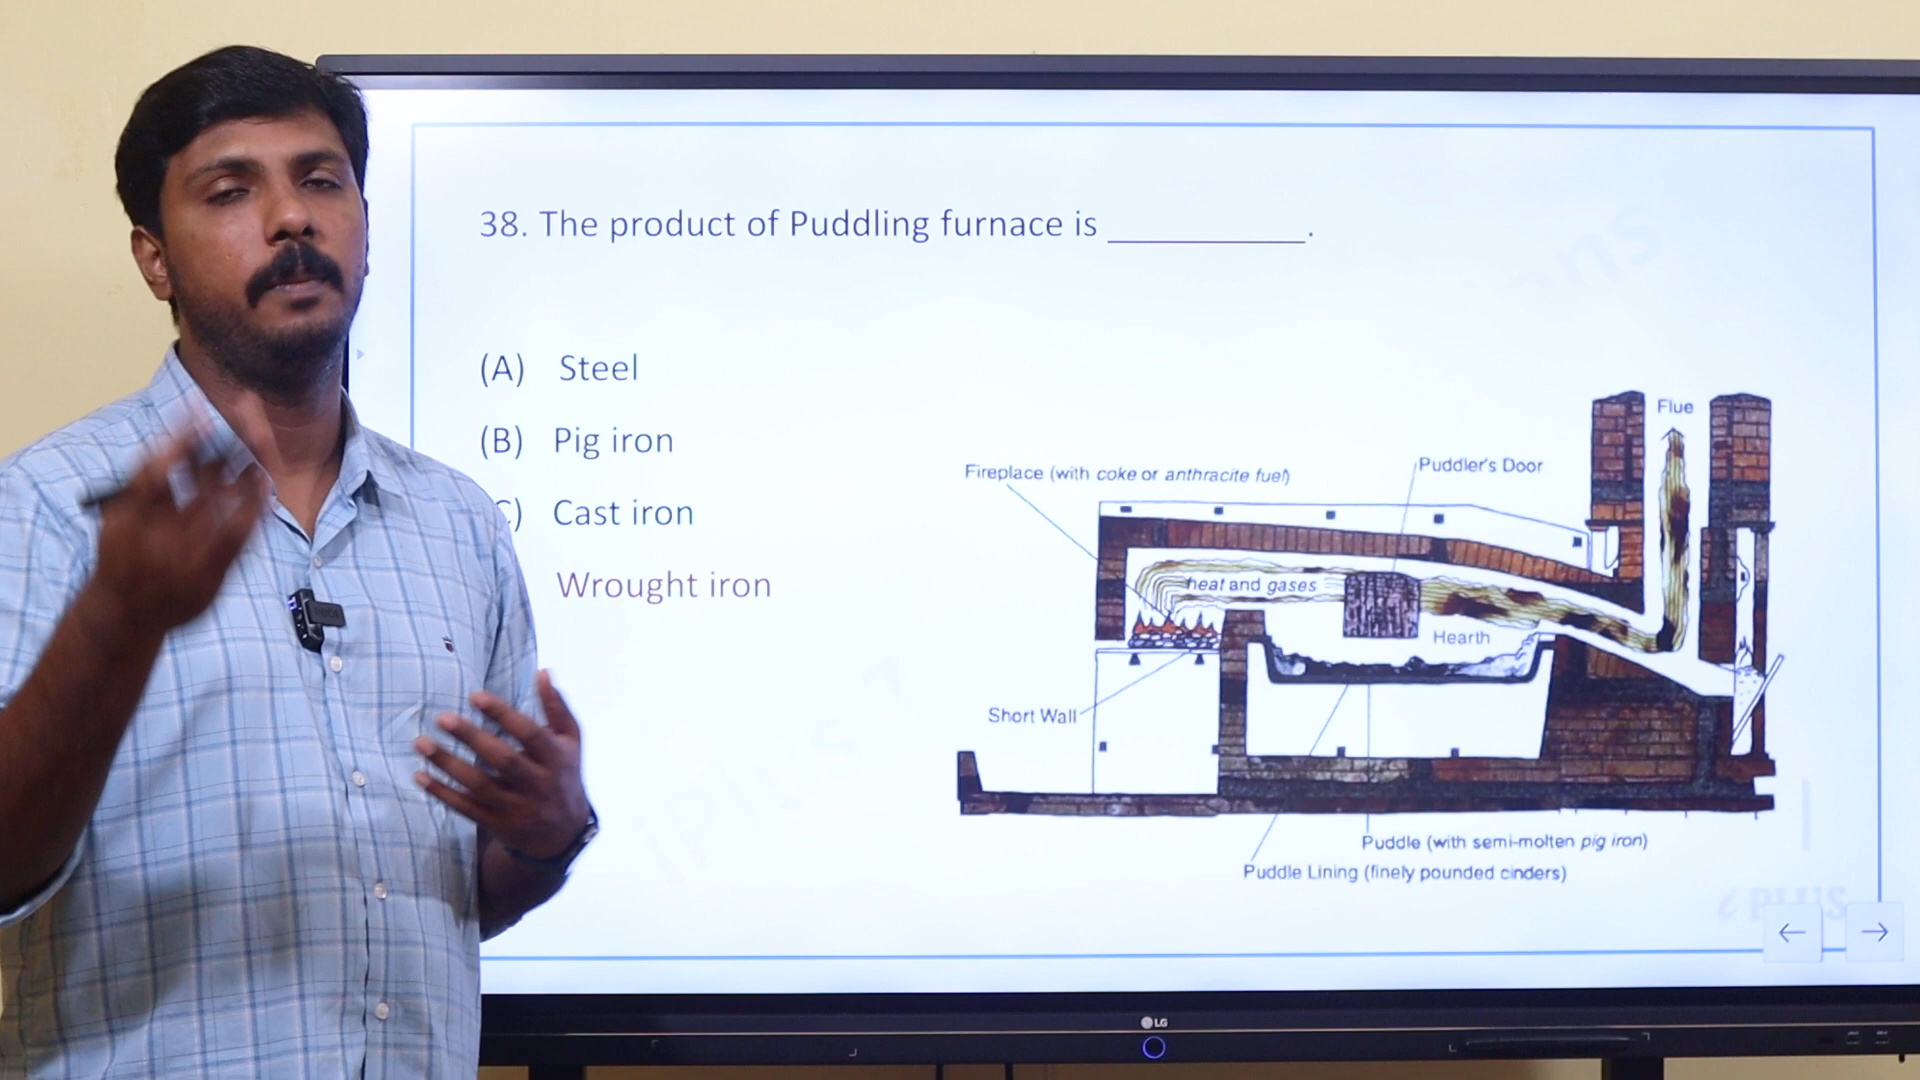 38. The product of Puddling furnace is __________.
(A) Steel
(B) Pig iron
C) Cast iron
Wrought iron
Flue
Puddler's Door
Fireplace (with coke or anthracite fuel)
heat and gases
Hearth
Short Wall
Puddle (with semi-molten pig iron)
Puddle Lining (finely pounded cinders)
e PLUS
LG